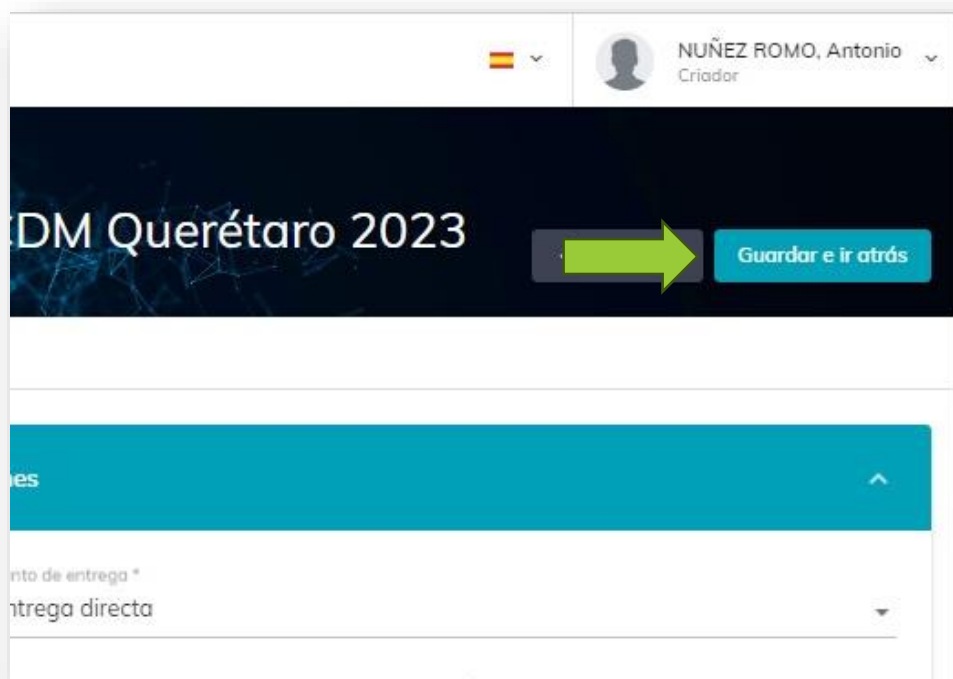 NUÑEZ ROMO, Antonio
Criador
DM Querétaro 2023
Guardar e ir atrás
es
nto de entrega *
ntrega directa